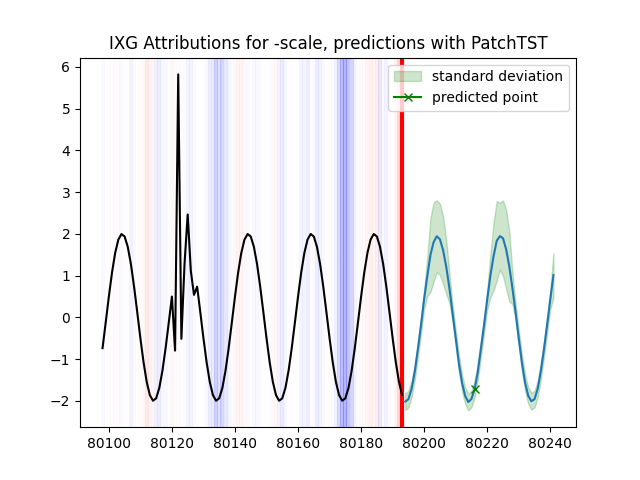 IXG Attributions for -scale, predictions with PatchTST
standard deviation
predicted point
6
5
4
3
2
1
0
−1
−2
80100 80120 80140 80160 80180 80200 80220 80240